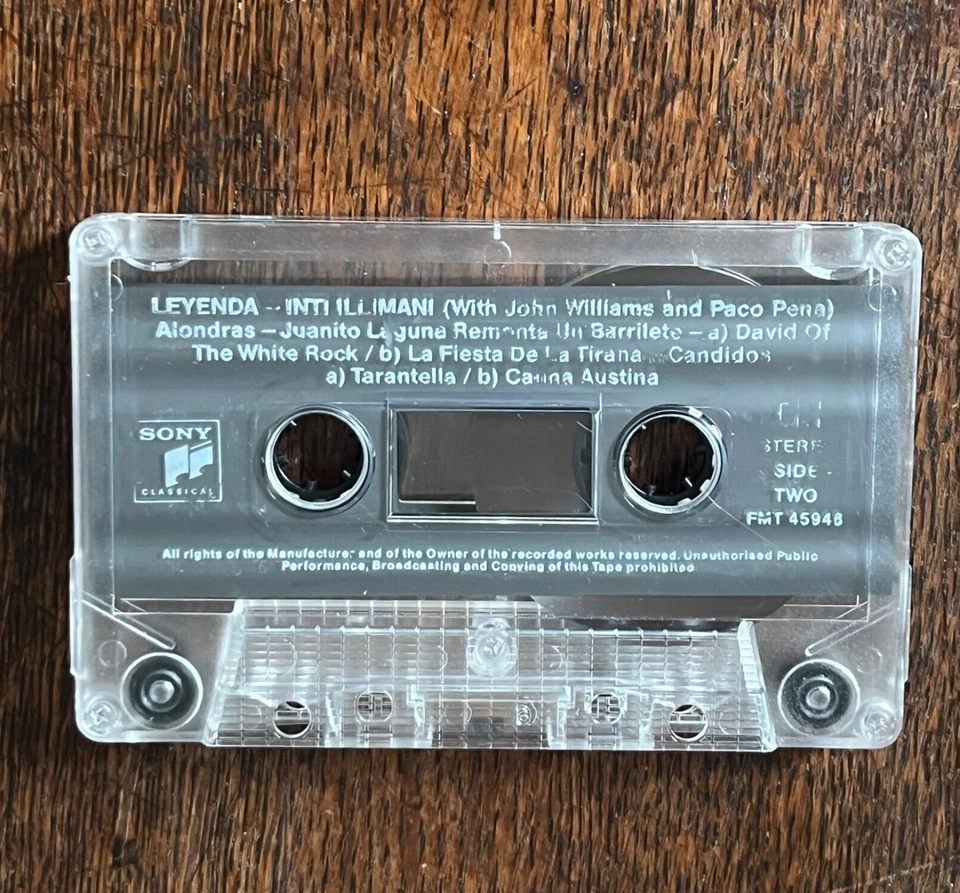 LEYENDA - INTI ILLIMANI (With John Williams and Paco Pena)
Alondras - Juanito Laguna Remonta Un Barrilete - a) David Of
The White Rock / b) La Fiesta De La Tirana - Candidos
a) Tarantella / b) Canna Austina
SONY
CLASSICAL
STEREO
SIDE
TWO
FMT 45948
All rights of the Manufacturer and of the Owner of the recorded works reserved. Unauthorised Public
Performance, Broadcasting and Copying of this Tape prohibited